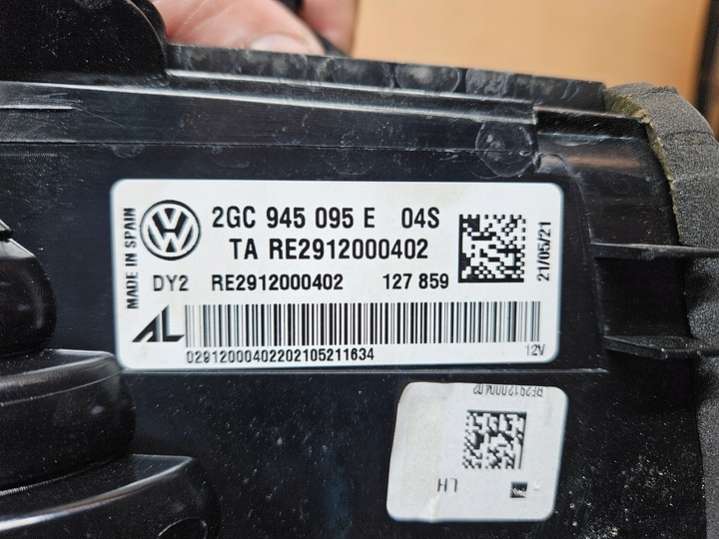 MADE IN SPAIN
2GC 945 095 E 04S
TA RE2912000402
DY2 RE2912000402 127 859
21/05/21
AL
02912000402202105211634
12V
RE2912000402
LH